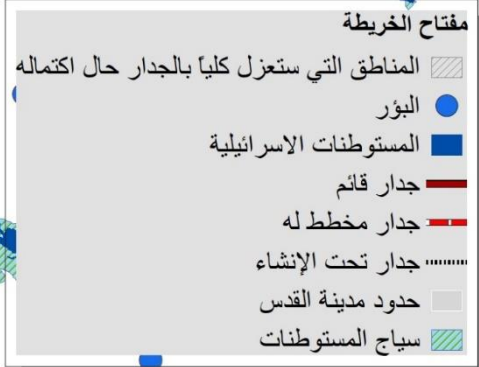 مفتاح الخريطة
المناطق التي ستعزل كلياً بالجدار حال اكتماله
البؤر
المستوطنات الاسرائيلية
جدار قائم
جدار مخطط له
جدار تحت الإنشاء
حدود مدينة القدس
سياج المستوطنات